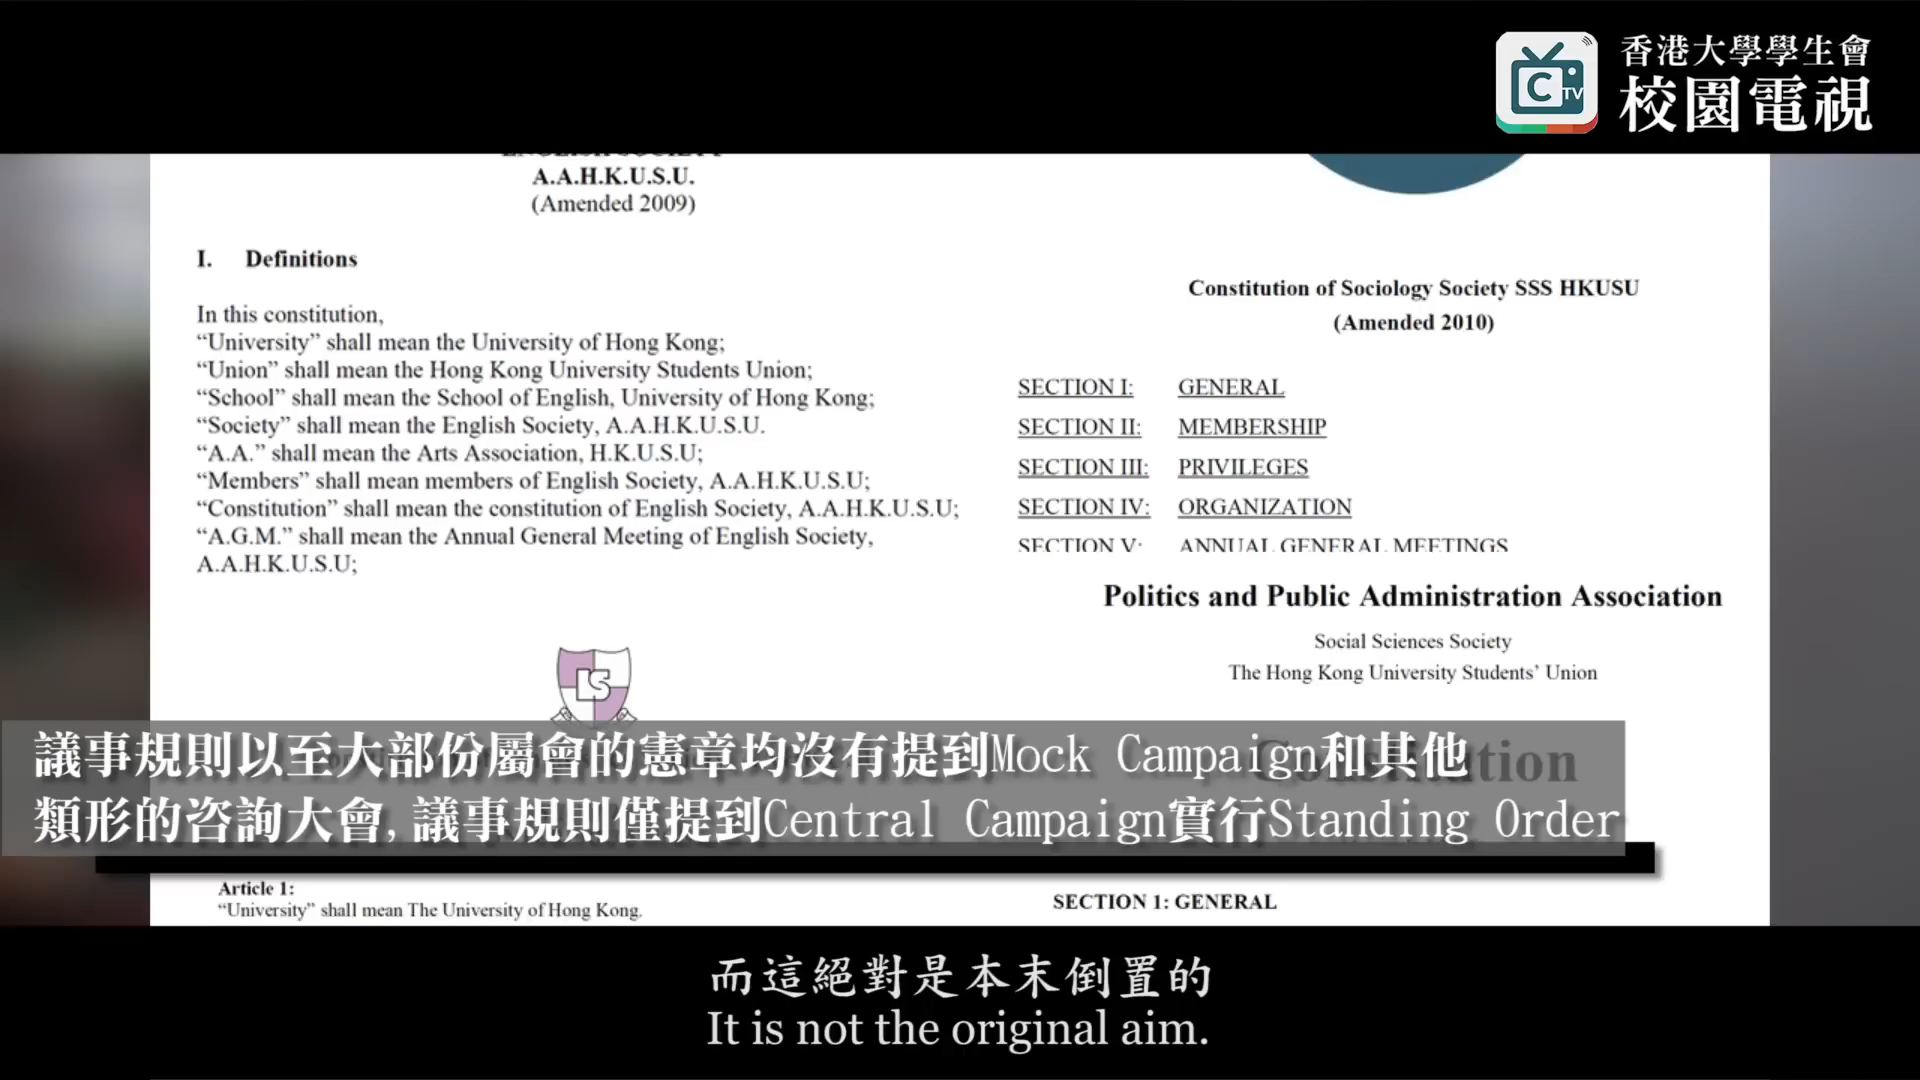 香港大學學生會
校園電視
C TV
ENGLISH SOCIETY
A.A.H.K.U.S.U.
(Amended 2009)
I. Definitions
In this constitution,
“University” shall mean the University of Hong Kong;
“Union” shall mean the Hong Kong University Students Union;
“School” shall mean the School of English, University of Hong Kong;
“Society” shall mean the English Society, A.A.H.K.U.S.U.
“A.A.” shall mean the Arts Association, H.K.U.S.U;
“Members” shall mean members of English Society, A.A.H.K.U.S.U;
“Constitution” shall mean the constitution of English Society, A.A.H.K.U.S.U;
“A.G.M.” shall mean the Annual General Meeting of English Society,
A.A.H.K.U.S.U;
Constitution of Sociology Society SSS HKUSU
(Amended 2010)
SECTION I: GENERAL
SECTION II: MEMBERSHIP
SECTION III: PRIVILEGES
SECTION IV: ORGANIZATION
SECTION V: ANNUAL GENERAL MEETINGS
Politics and Public Administration Association
Social Sciences Society
The Hong Kong University Students’ Union
Constitution
LS
議事規則以至大部份屬會的憲章均沒有提到Mock Campaign和其他
類形的咨詢大會,議事規則僅提到Central Campaign實行Standing Order
Article 1:
“University” shall mean The University of Hong Kong.
SECTION 1: GENERAL
而這絕對是本末倒置的
It is not the original aim.